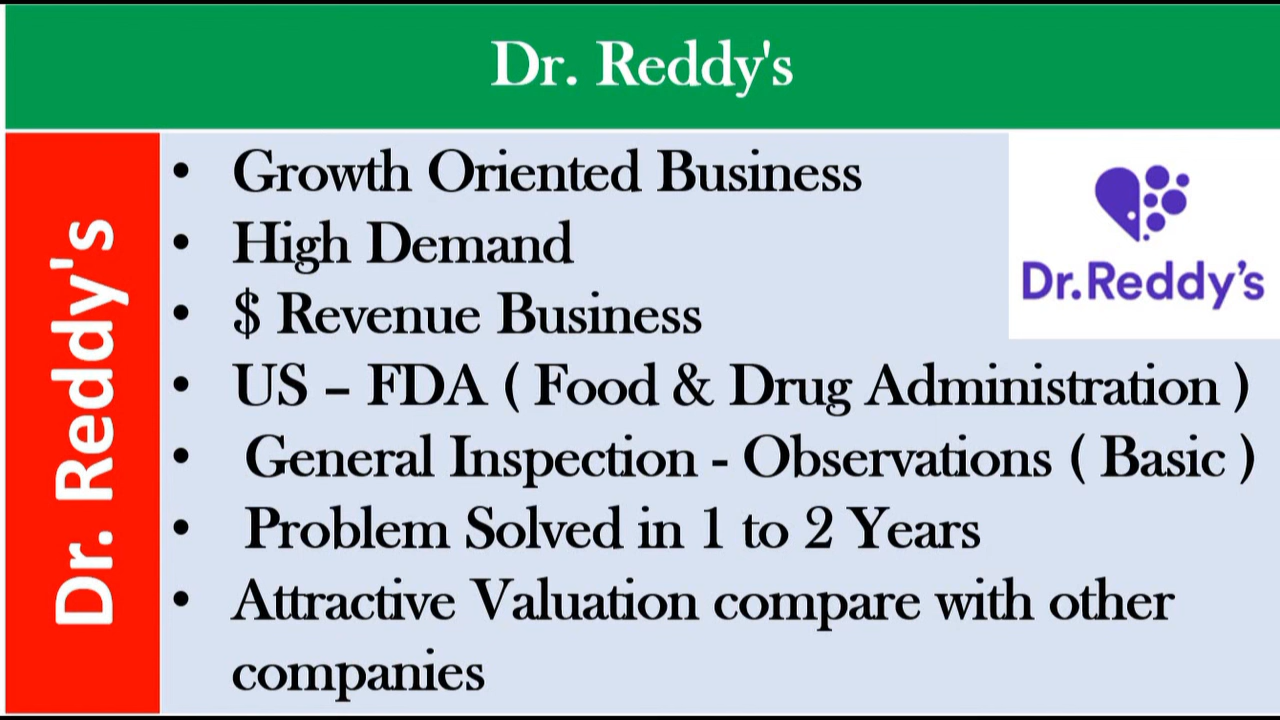 Dr. Reddy's
Dr. Reddy's
• Growth Oriented Business
• High Demand
• $ Revenue Business
• US – FDA ( Food & Drug Administration )
• General Inspection - Observations ( Basic )
• Problem Solved in 1 to 2 Years
• Attractive Valuation compare with other
companies
Dr.Reddy's